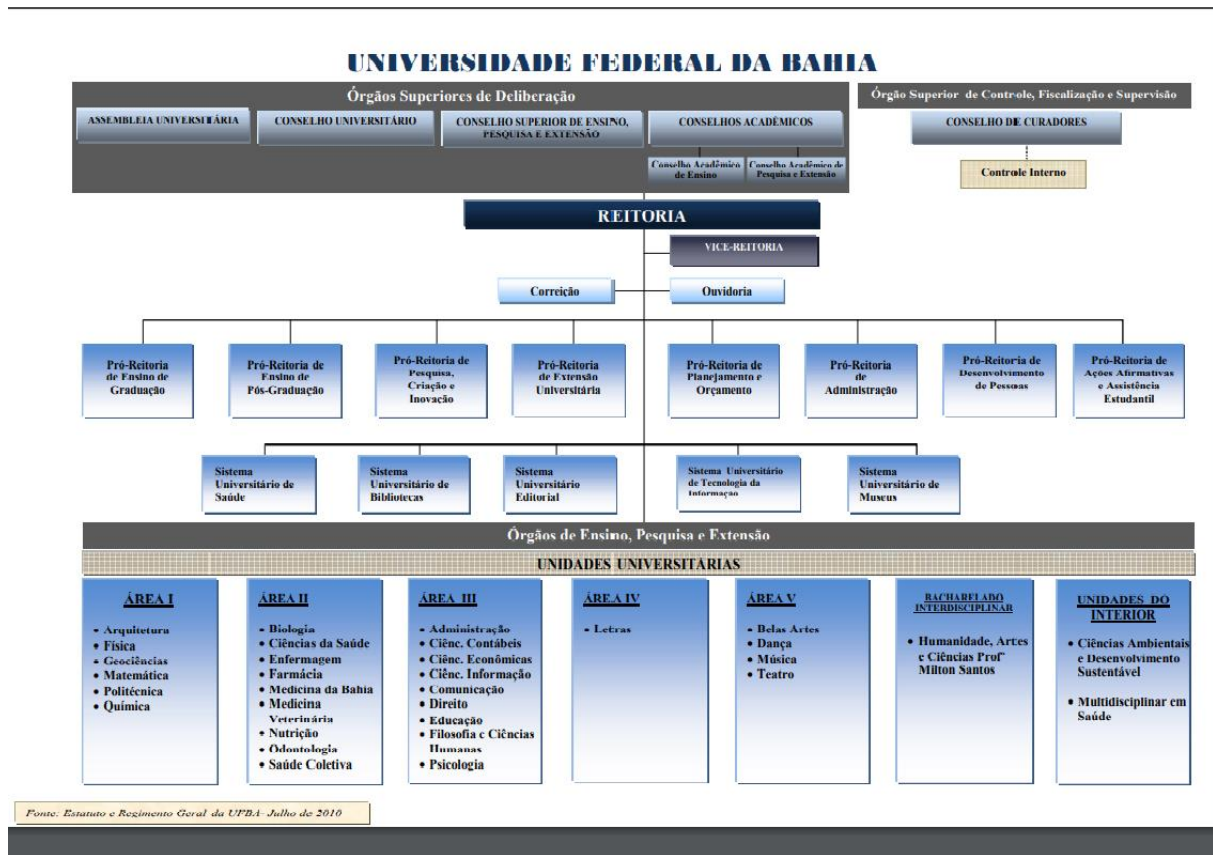 UNIVERSIDADE FEDERAL DA BAHIA
Órgãos Superiores de Deliberação
ASSEMBLEIA UNIVERSITÁRIA
CONSELHO UNIVERSITÁRIO
CONSELHO SUPERIOR DE ENSINO,
PESQUISA E EXTENSÃO
CONSELHOS ACADÊMICOS
Conselho Acadêmico
de Ensino
Conselho Acadêmico de
Pesquisa e Extensão
Órgão Superior de Controle, Fiscalização e Supervisão
CONSELHO DE CURADORES
Controle Interno
REITORIA
VICE-REITORIA
Correição
Ouvidoria
Pró-Reitoria
de Ensino de
Graduação
Pró-Reitoria de
Ensino de
Pós-Graduação
Pró-Reitoria de
Pesquisa,
Criação e
Inovação
Pró-Reitoria
de Extensão
Universitária
Pró-Reitoria de
Planejamento e
Orçamento
Pró-Reitoria
de
Administração
Pró-Reitoria de
Desenvolvimento
de Pessoas
Pró-Reitoria de
Ações Afirmativas
e Assistência
Estudantil
Sistema
Universitário de
Saúde
Sistema
Universitário de
Bibliotecas
Sistema
Universitário
Editorial
Sistema Universitário
de Tecnologia da
Informação
Sistema
Universitário de
Museus
Órgãos de Ensino, Pesquisa e Extensão
UNIDADES UNIVERSITÁRIAS
ÁREA I
• Arquitetura
• Física
• Geociências
• Matemática
• Politécnica
• Química
ÁREA II
• Biologia
• Ciências da Saúde
• Enfermagem
• Farmácia
• Medicina da Bahia
• Medicina
Veterinária
• Nutrição
• Odontologia
• Saúde Coletiva
ÁREA III
• Administração
• Ciênc. Contábeis
• Ciênc. Econômicas
• Ciênc. Informação
• Comunicação
• Direito
• Educação
• Filosofia e Ciências
Humanas
• Psicologia
ÁREA IV
• Letras
ÁREA V
• Belas Artes
• Dança
• Música
• Teatro
BACHARELADO
INTERDISCIPLINAR
• Humanidade, Artes
e Ciências Profº
Milton Santos
UNIDADES DO
INTERIOR
• Ciências Ambientais
e Desenvolvimento
Sustentável
• Multidisciplinar em
Saúde
Fonte: Estatuto e Regimento Geral da UFBA- Julho de 2010